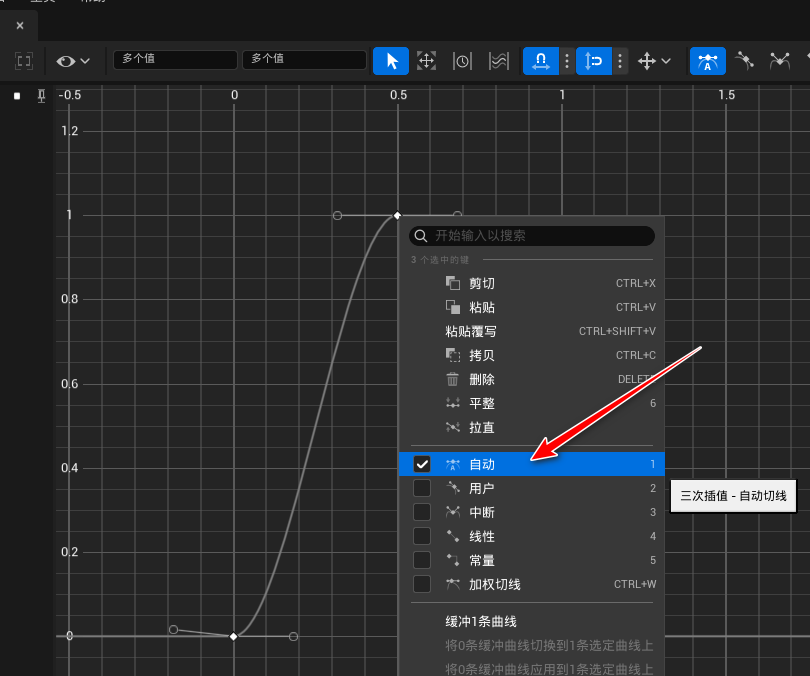 多个值 多个值
-0.5 0 0.5 1 1.5
1.2
1
0.8
0.6
0.4
0.2
0
开始输入以搜索
3 个选中的键
剪切 CTRL+X
粘贴 CTRL+V
粘贴覆写 CTRL+SHIFT+V
拷贝 CTRL+C
删除 DELETE
平整 6
拉直
自动 1
用户 2
中断 3
线性 4
常量 5
加权切线 CTRL+W
三次插值 - 自动切线
缓冲1条曲线
将0条缓冲曲线切换到1条选定曲线上
将0条缓冲曲线应用到1条选定曲线上